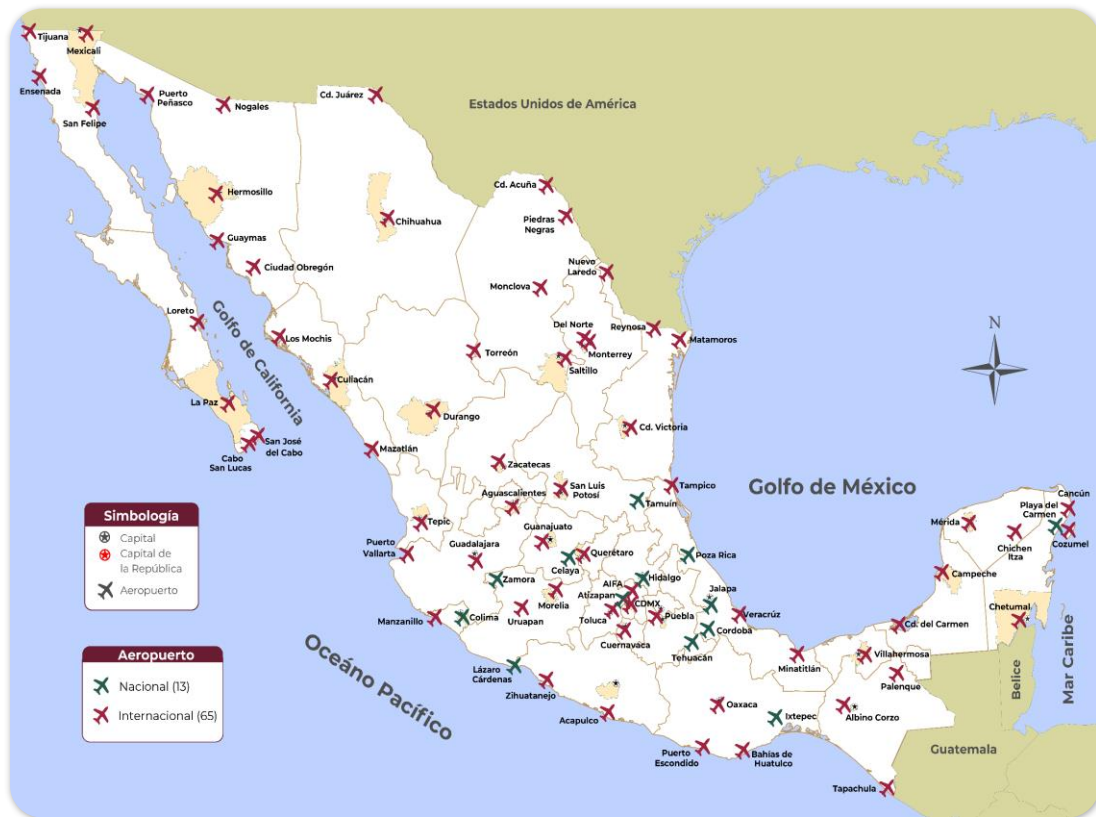 Tijuana
Mexicali
Ensenada
San Felipe
Puerto
Peñasco
Nogales
Cd. Juárez
Estados Unidos de América
Hermosillo
Chihuahua
Cd. Acuña
Piedras
Negras
Guaymas
Ciudad Obregón
Nuevo
Laredo
Monclova
Loreto
Golfo de California
Los Mochis
Torreón
Del Norte
Monterrey
Reynosa
Matamoros
Saltillo
N
Culiacán
La Paz
Durango
Cd. Victoria
San José
del Cabo
Cabo
San Lucas
Mazatlán
Zacatecas
San Luis
Potosí
Tampico
Golfo de México
Aguascalientes
Tamuín
Cancún
Playa del
Carmen
Cozumel
Mérida
Chichen
Itza
Tepic
Guanajuato
Puerto
Vallarta
Guadalajara
Querétaro
Celaya
Poza Rica
Zamora
Hidalgo
AIFA
Atizapan
CDMX
Jalapa
Campeche
Morelia
Uruapan
Toluca
Puebla
Veracrúz
Chetumal
Manzanillo
Colima
Cuernavaca
Cordoba
Tehuacán
Cd. del Carmen
Minatitlán
Villahermosa
Palenque
Lázaro
Cárdenas
Zihuatanejo
Acapulco
Oaxaca
Ixtepec
Albino Corzo
Belice
Mar Caribe
Océano Pacífico
Puerto
Escondido
Bahías de
Huatulco
Guatemala
Tapachula
Simbología
Capital
Capital de
la República
Aeropuerto
Aeropuerto
Nacional (13)
Internacional (65)